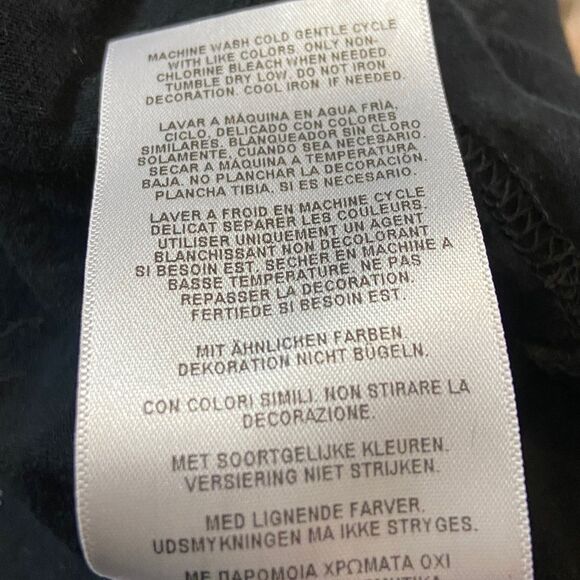 MACHINE WASH COLD GENTLE CYCLE
WITH LIKE COLORS. ONLY NON-
CHLORINE BLEACH WHEN NEEDED.
TUMBLE DRY LOW. DO NOT IRON
DECORATION. COOL IRON IF NEEDED.
LAVAR A MÁQUINA EN AGUA FRÍA,
CICLO, DELICADO CON COLORES
SIMILARES. BLANQUEADOR SIN CLORO
SOLAMENTE, CUANDO SEA NECESARIO.
SECAR A MÁQUINA A TEMPERATURA
BAJA. NO PLANCHAR LA DECORACIÓN.
PLANCHA TIBIA, SI ES NECESARIO.
LAVER A FROID EN MACHINE CYCLE
DELICAT SEPARER LES COULEURS.
UTILISER UNIQUEMENT UN AGENT
BLANCHISSANT NON DECOLORANT
SI BESOIN EST. SECHER EN MACHINE A
BASSE TEMPERATURE. NE PAS
REPASSER LA DECORATION.
FERTIEDE SI BESOIN EST.
MIT ÄHNLICHEN FARBEN
DEKORATION NICHT BÜGELN.
CON COLORI SIMILI. NON STIRARE LA
DECORAZIONE.
MET SOORTGELIJKE KLEUREN.
VERSIERING NIET STRIJKEN.
MED LIGNENDE FARVER.
UDSMYKNINGEN MA IKKE STRYGES.
ΜΕ ΠΑΡΟΜΟΙΑ ΧΡΩΜΑΤΑ ΟΧΙ